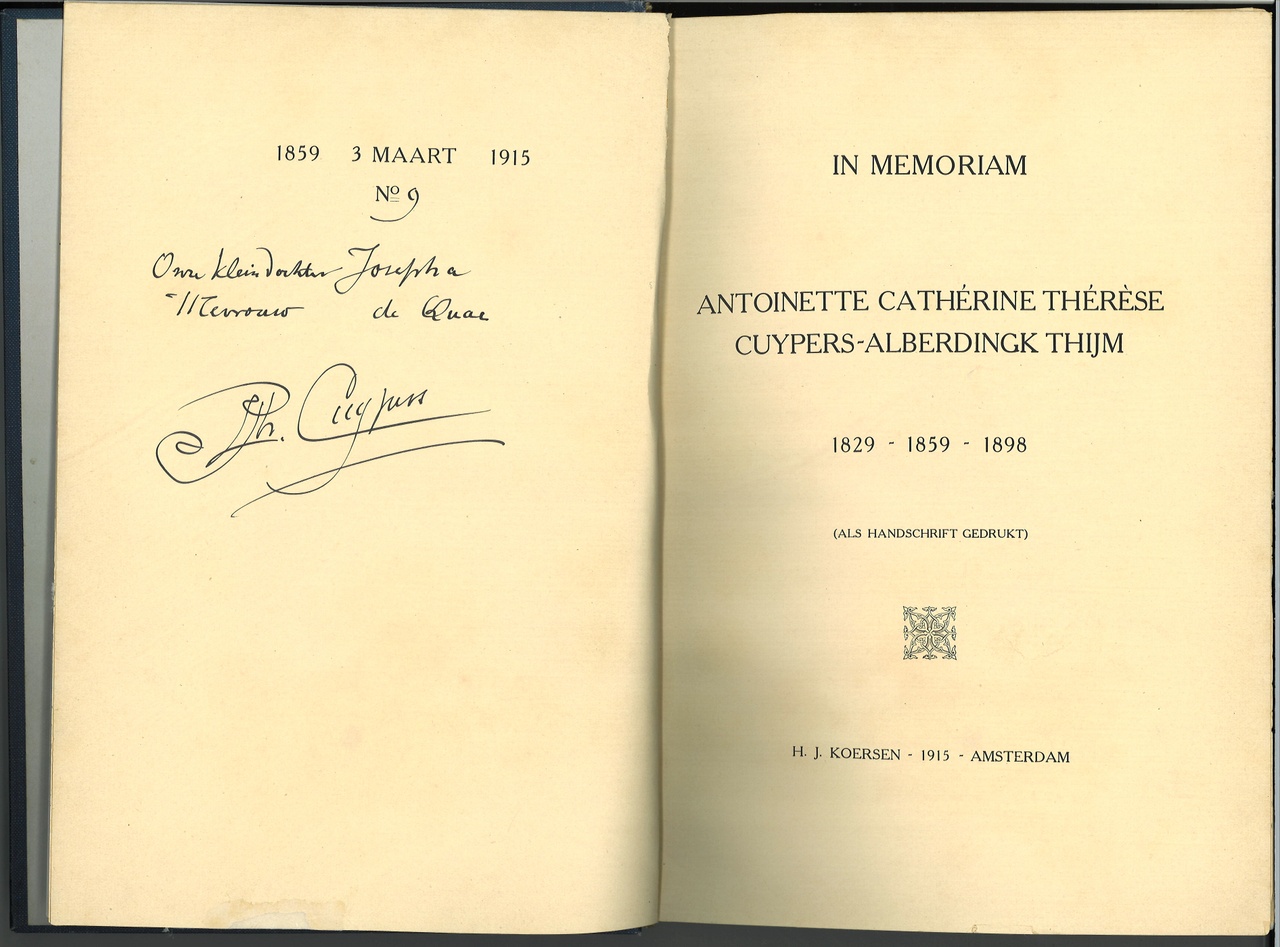 1859 3 MAART 1915
Nº 9
Onze kleindochter Josepha
Mevrouw de Quae
P.J.H. Cuypers
IN MEMORIAM
ANTOINETTE CATHÉRINE THÉRÈSE
CUYPERS-ALBERDINGK THIJM
1829 - 1859 - 1898
(ALS HANDSCHRIFT GEDRUKT)
H. J. KOERSEN - 1915 - AMSTERDAM